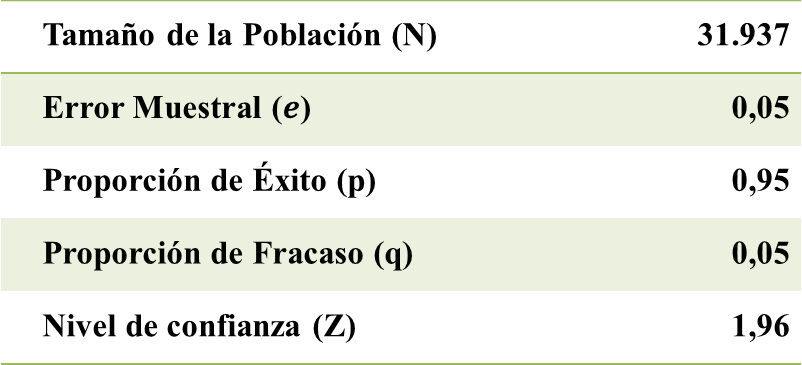 Tamaño de la Población (N) 31.937
Error Muestral (e) 0,05
Proporción de Éxito (p) 0,95
Proporción de Fracaso (q) 0,05
Nivel de confianza (Z) 1,96